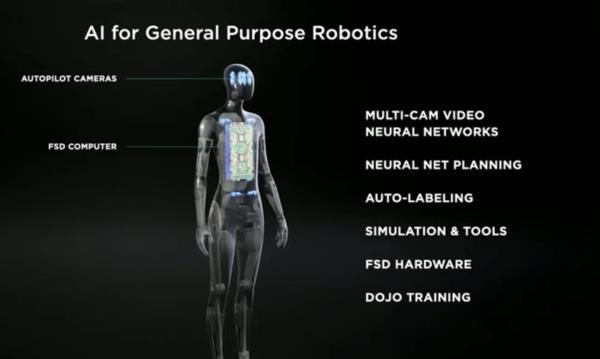 AI for General Purpose Robotics
AUTOPILOT CAMERAS
FSD COMPUTER
MULTI-CAM VIDEO
NEURAL NETWORKS
NEURAL NET PLANNING
AUTO-LABELING
SIMULATION & TOOLS
FSD HARDWARE
DOJO TRAINING